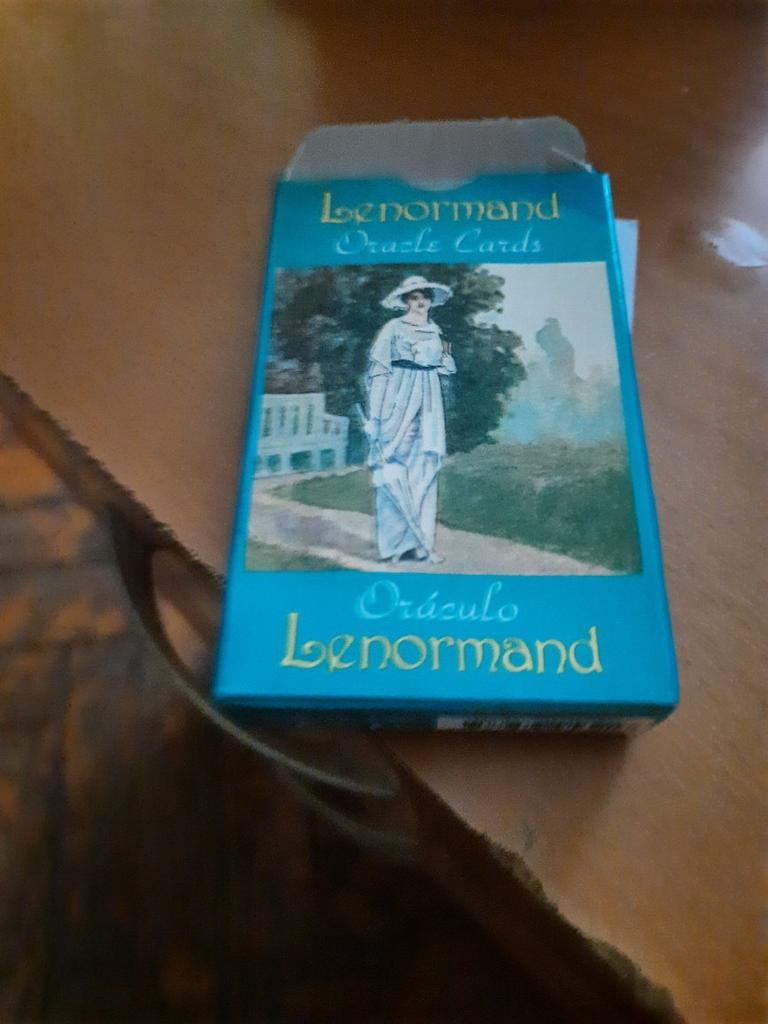 Lenormand
Oracle Cards
Oráculo
Lenormand